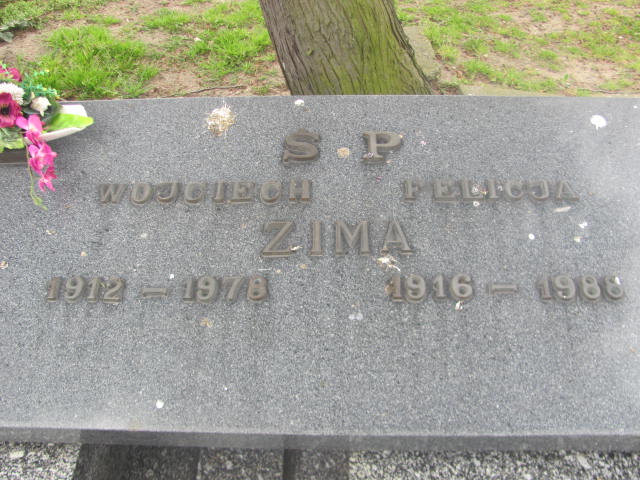 S P
WOJCIECH FELICJA
ZIMA
1912 – 1978 1916 – 1988